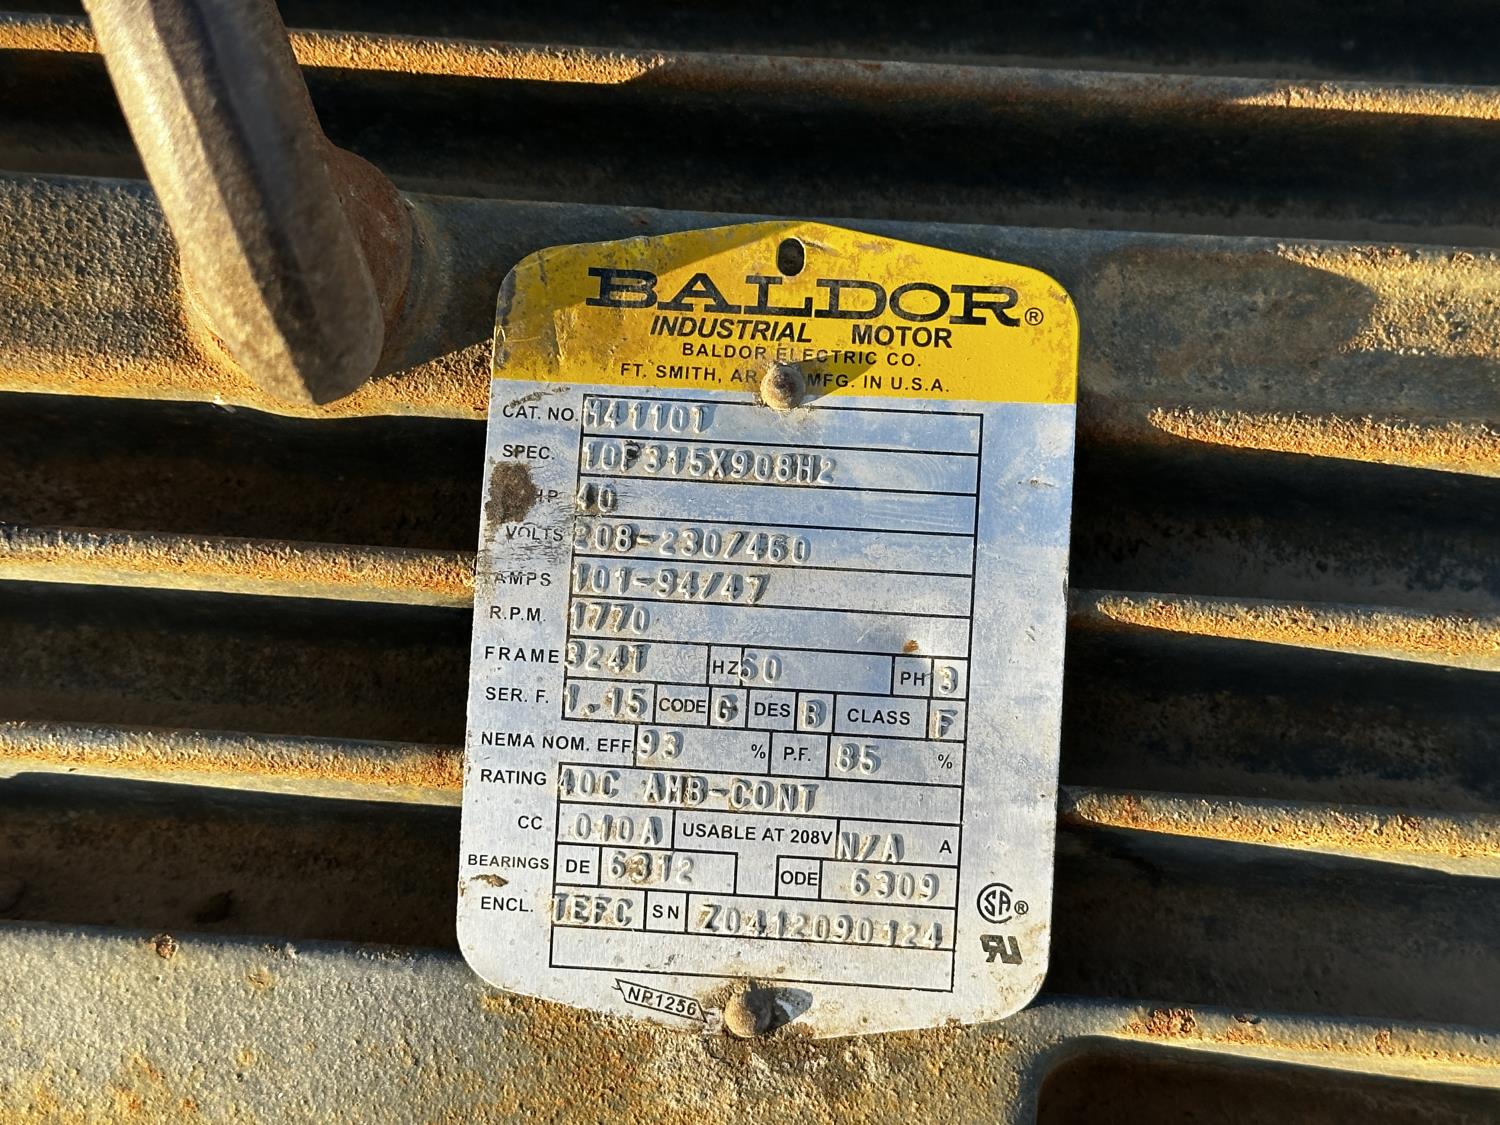 BALDOR®
INDUSTRIAL MOTOR
BALDOR ELECTRIC CO.
FT. SMITH, AR MFG. IN U.S.A.
CAT. NO. M4110T
SPEC. 10F315X908H2
HP 40
VOLTS 208-230/460
AMPS 101-94/47
R.P.M. 1770
FRAME 324T HZ 60 PH 3
SER. F. 1.15 CODE G DES B CLASS F
NEMA NOM. EFF. 93 % P.F. 85 %
RATING 40C AMB-CONT
CC 010A USABLE AT 208V N/A A
BEARINGS DE 6312 ODE 6309
ENCL. TEFC SN Z0412090124
SA®
NP1256